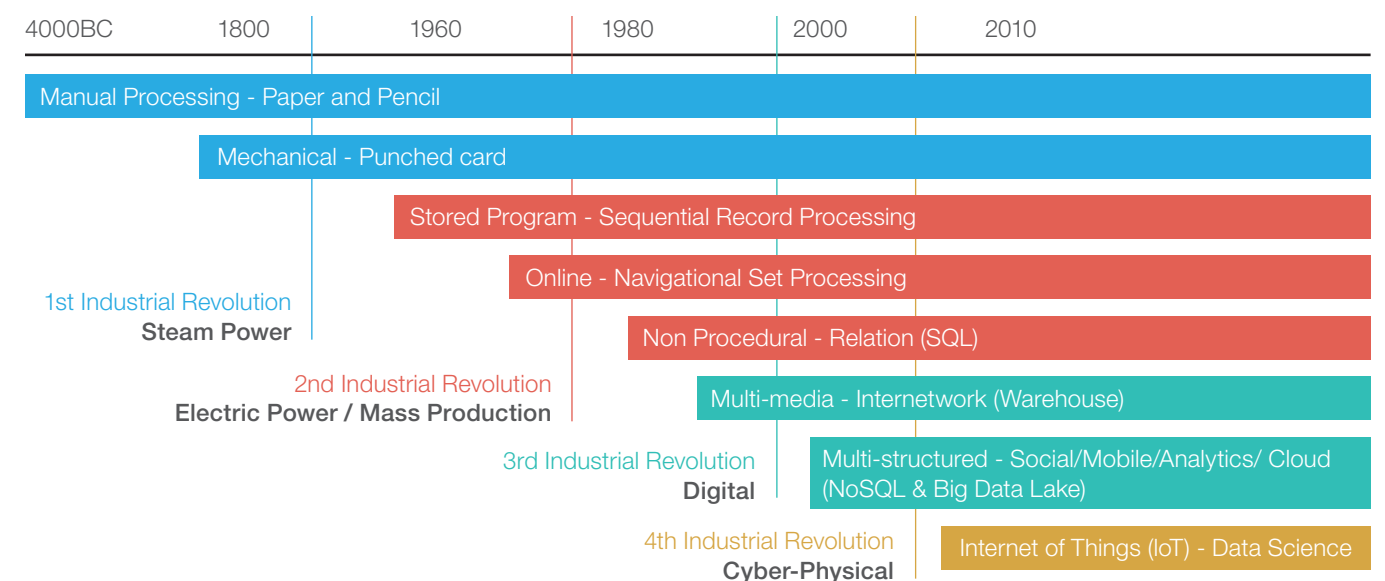 4000BC 1800 1960 1980 2000 2010
Manual Processing - Paper and Pencil
Mechanical - Punched card
Stored Program - Sequential Record Processing
Online - Navigational Set Processing
1st Industrial Revolution
Steam Power
Non Procedural - Relation (SQL)
2nd Industrial Revolution
Electric Power / Mass Production
Multi-media - Internetwork (Warehouse)
3rd Industrial Revolution
Digital
Multi-structured - Social/Mobile/Analytics/ Cloud
(NoSQL & Big Data Lake)
4th Industrial Revolution
Cyber-Physical
Internet of Things (IoT) - Data Science